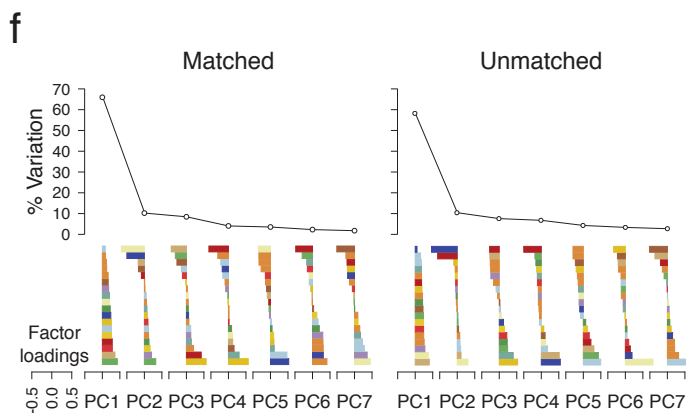 f
Matched Unmatched
% Variation
70
60
50
40
30
20
10
0
Factor
loadings
-0.5 0.0 0.5
PC1 PC2 PC3 PC4 PC5 PC6 PC7 PC1 PC2 PC3 PC4 PC5 PC6 PC7